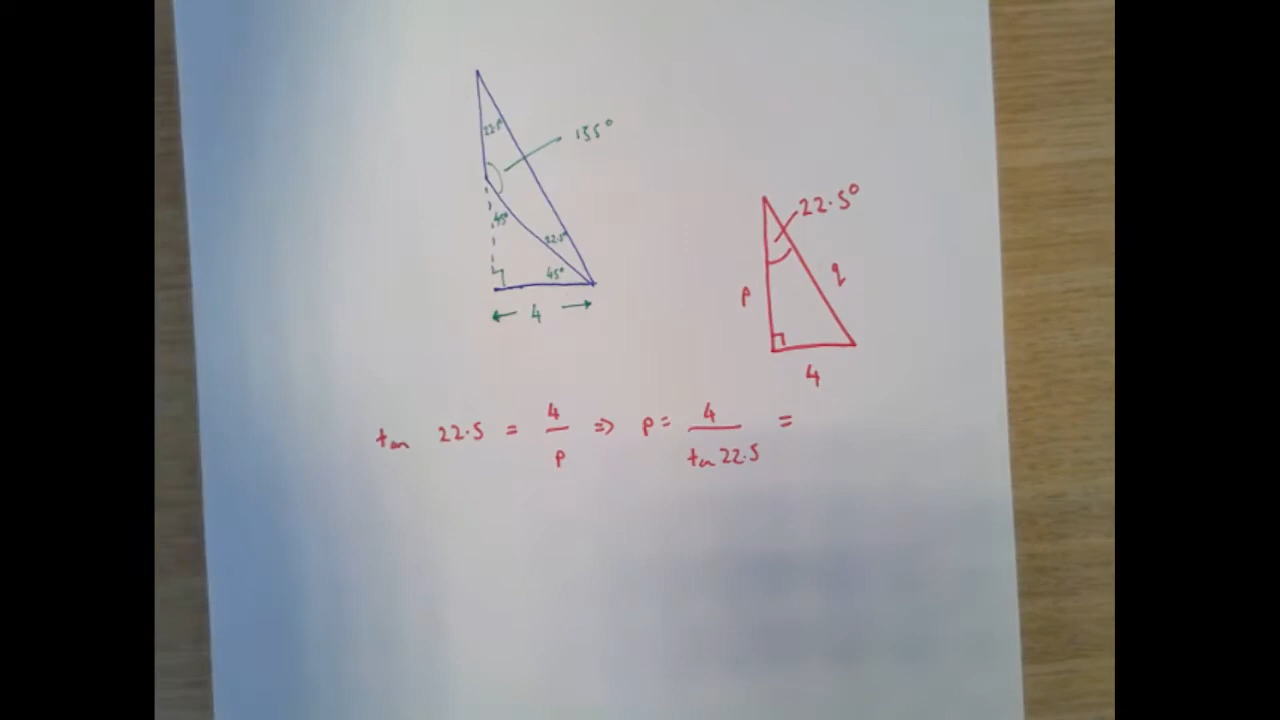 22.5°
135°
45°
22.5°
45°
4
22.5°
p
q
4
tan 22.5 = 4/p ⇒ p = 4/tan 22.5 =